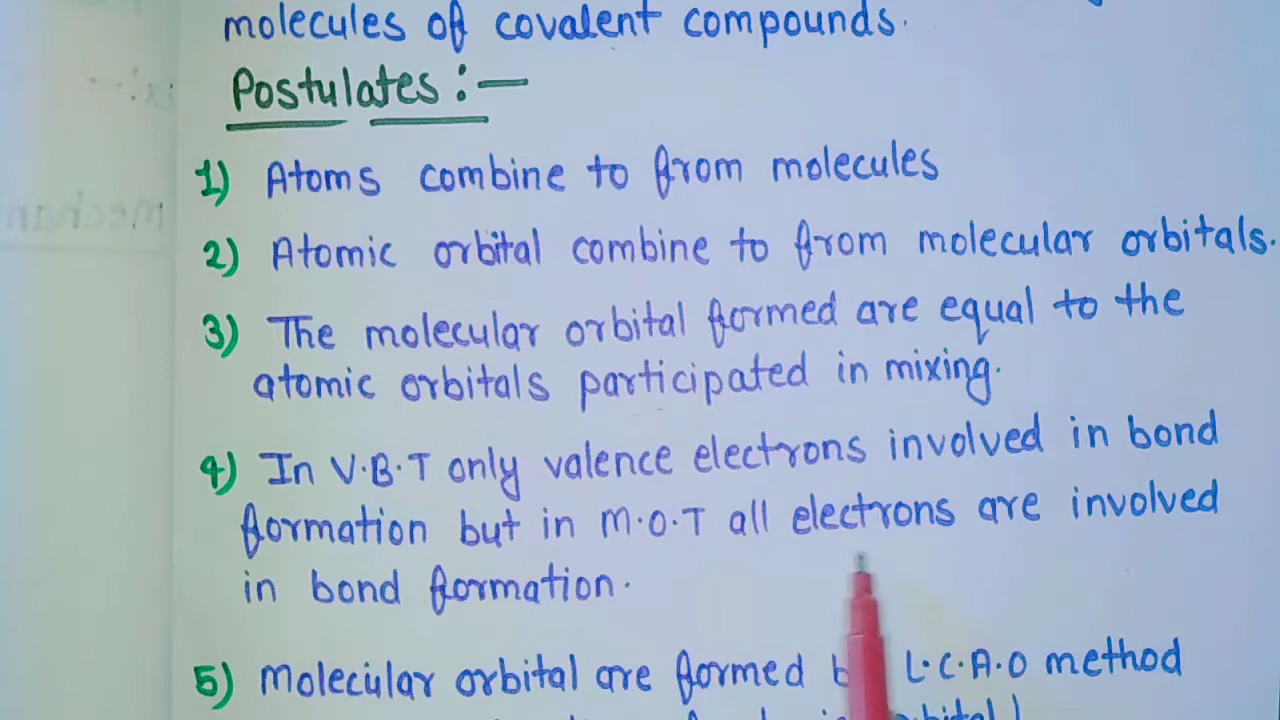 molecules of covalent compounds.
Postulates :—
1) Atoms combine to from molecules
2) Atomic orbital combine to from molecular orbitals.
3) The molecular orbital formed are equal to the
atomic orbitals participated in mixing.
4) In V.B.T only valence electrons involved in bond
formation but in M.O.T all electrons are involved
in bond formation.
5) Moleciular orbital are formed L.C.A.O method